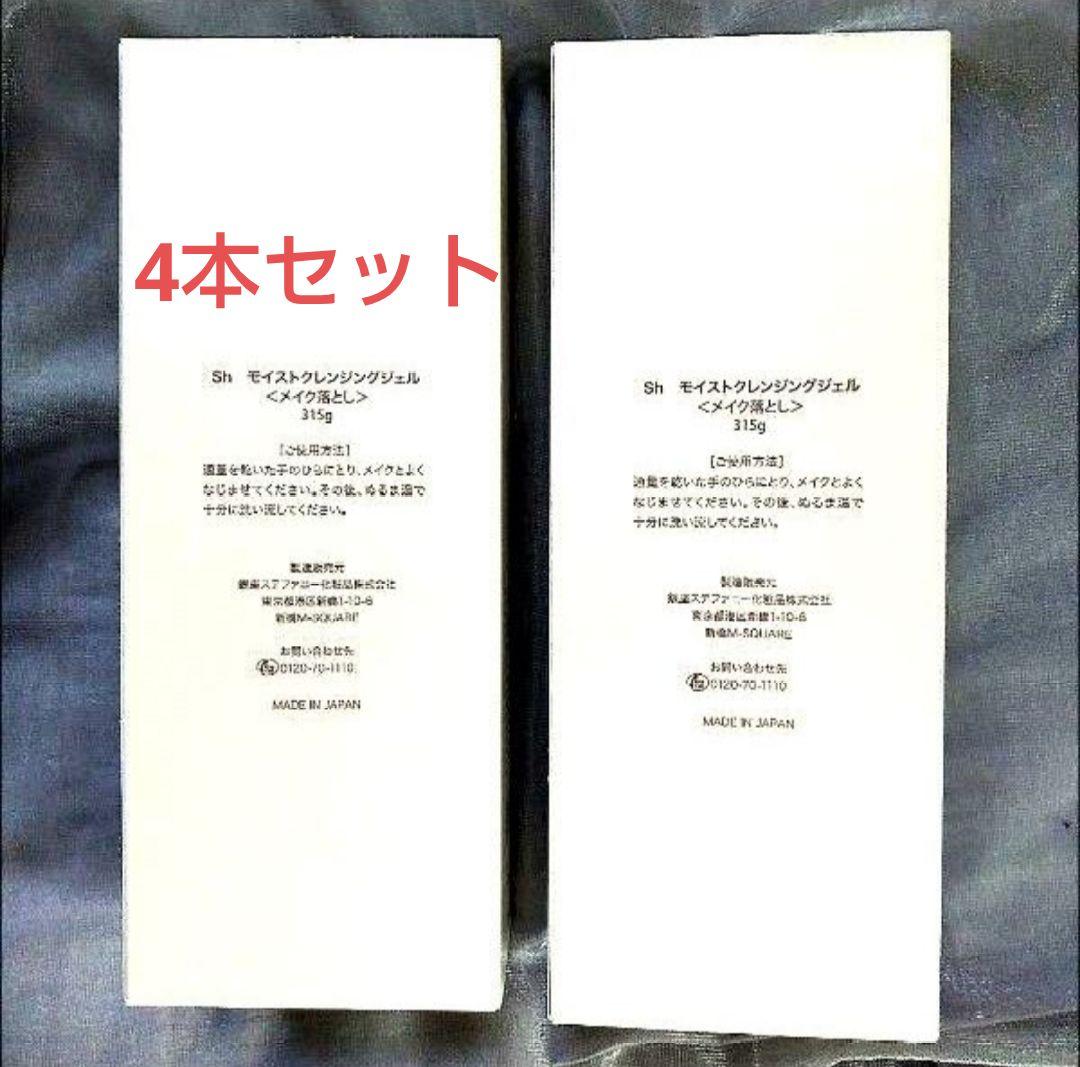 4本セット
Sh モイストクレンジングジェル
＜メイク落とし＞
315g
[ご使用方法]
適量を乾いた手のひらにとり、メイクとよく
なじませてください。その後、ぬるま湯で
十分に洗い流してください。
製造販売元
銀座ステファニー化粧品株式会社
東京都港区新橋1-10-6
新橋M-SQUARE
お問い合わせ先
0120-70-1110
MADE IN JAPAN
Sh モイストクレンジングジェル
＜メイク落とし＞
315g
[ご使用方法]
適量を乾いた手のひらにとり、メイクとよく
なじませてください。その後、ぬるま湯で
十分に洗い流してください。
製造販売元
銀座ステファニー化粧品株式会社
東京都港区新橋1-10-6
新橋M-SQUARE
お問い合わせ先
0120-70-1110
MADE IN JAPAN